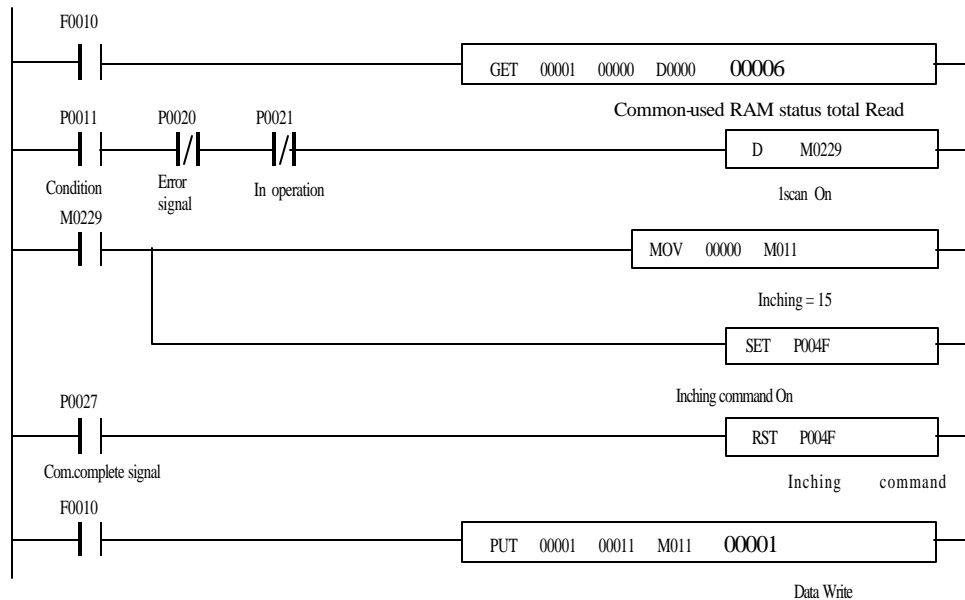 F0010
GET 00001 00000 D0000 00006
Common-used RAM status total Read
P0011 P0020 P0021
D M0229
Condition Error signal In operation
1scan On
M0229
MOV 00000 M011
Inching = 15
SET P004F
Inching command On
P0027
RST P004F
Com.complete signal
Inching command
F0010
PUT 00001 00011 M011 00001
Data Write